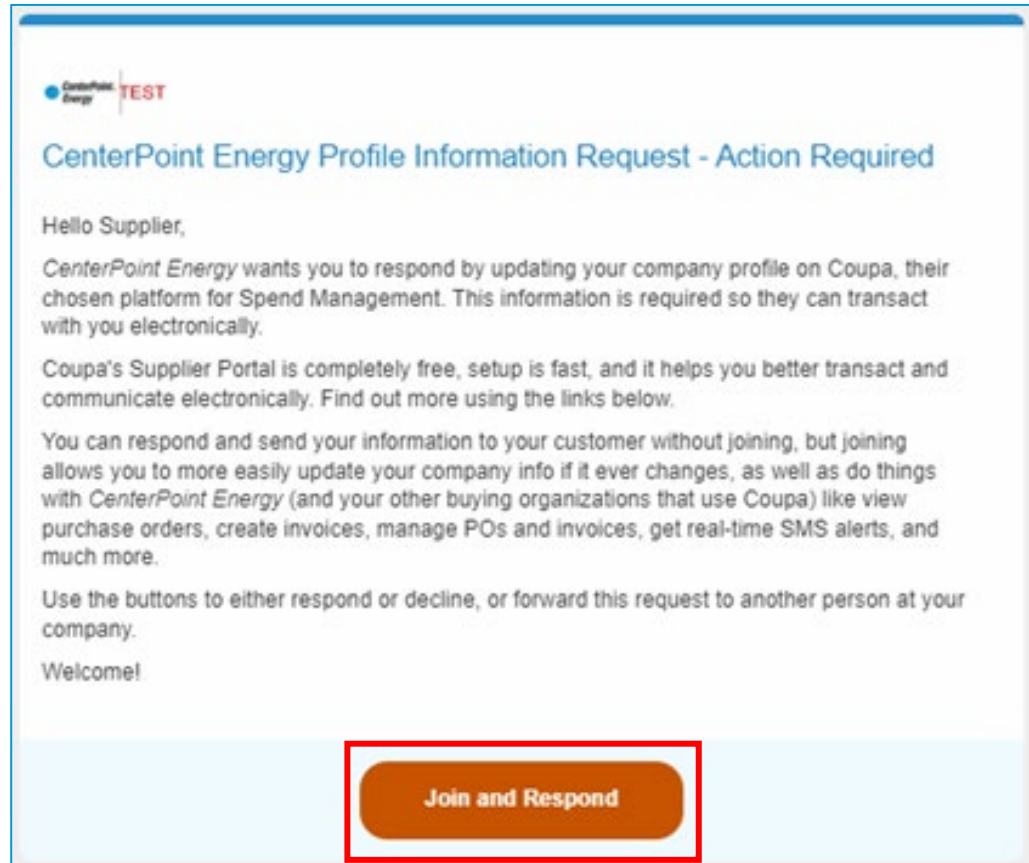 CenterPoint.
Energy
TEST
CenterPoint Energy Profile Information Request - Action Required
Hello Supplier,
CenterPoint Energy wants you to respond by updating your company profile on Coupa, their
chosen platform for Spend Management. This information is required so they can transact
with you electronically.
Coupa's Supplier Portal is completely free, setup is fast, and it helps you better transact and
communicate electronically. Find out more using the links below.
You can respond and send your information to your customer without joining, but joining
allows you to more easily update your company info if it ever changes, as well as do things
with CenterPoint Energy (and your other buying organizations that use Coupa) like view
purchase orders, create invoices, manage POs and invoices, get real-time SMS alerts, and
much more.
Use the buttons to either respond or decline, or forward this request to another person at your
company.
Welcome!
Join and Respond